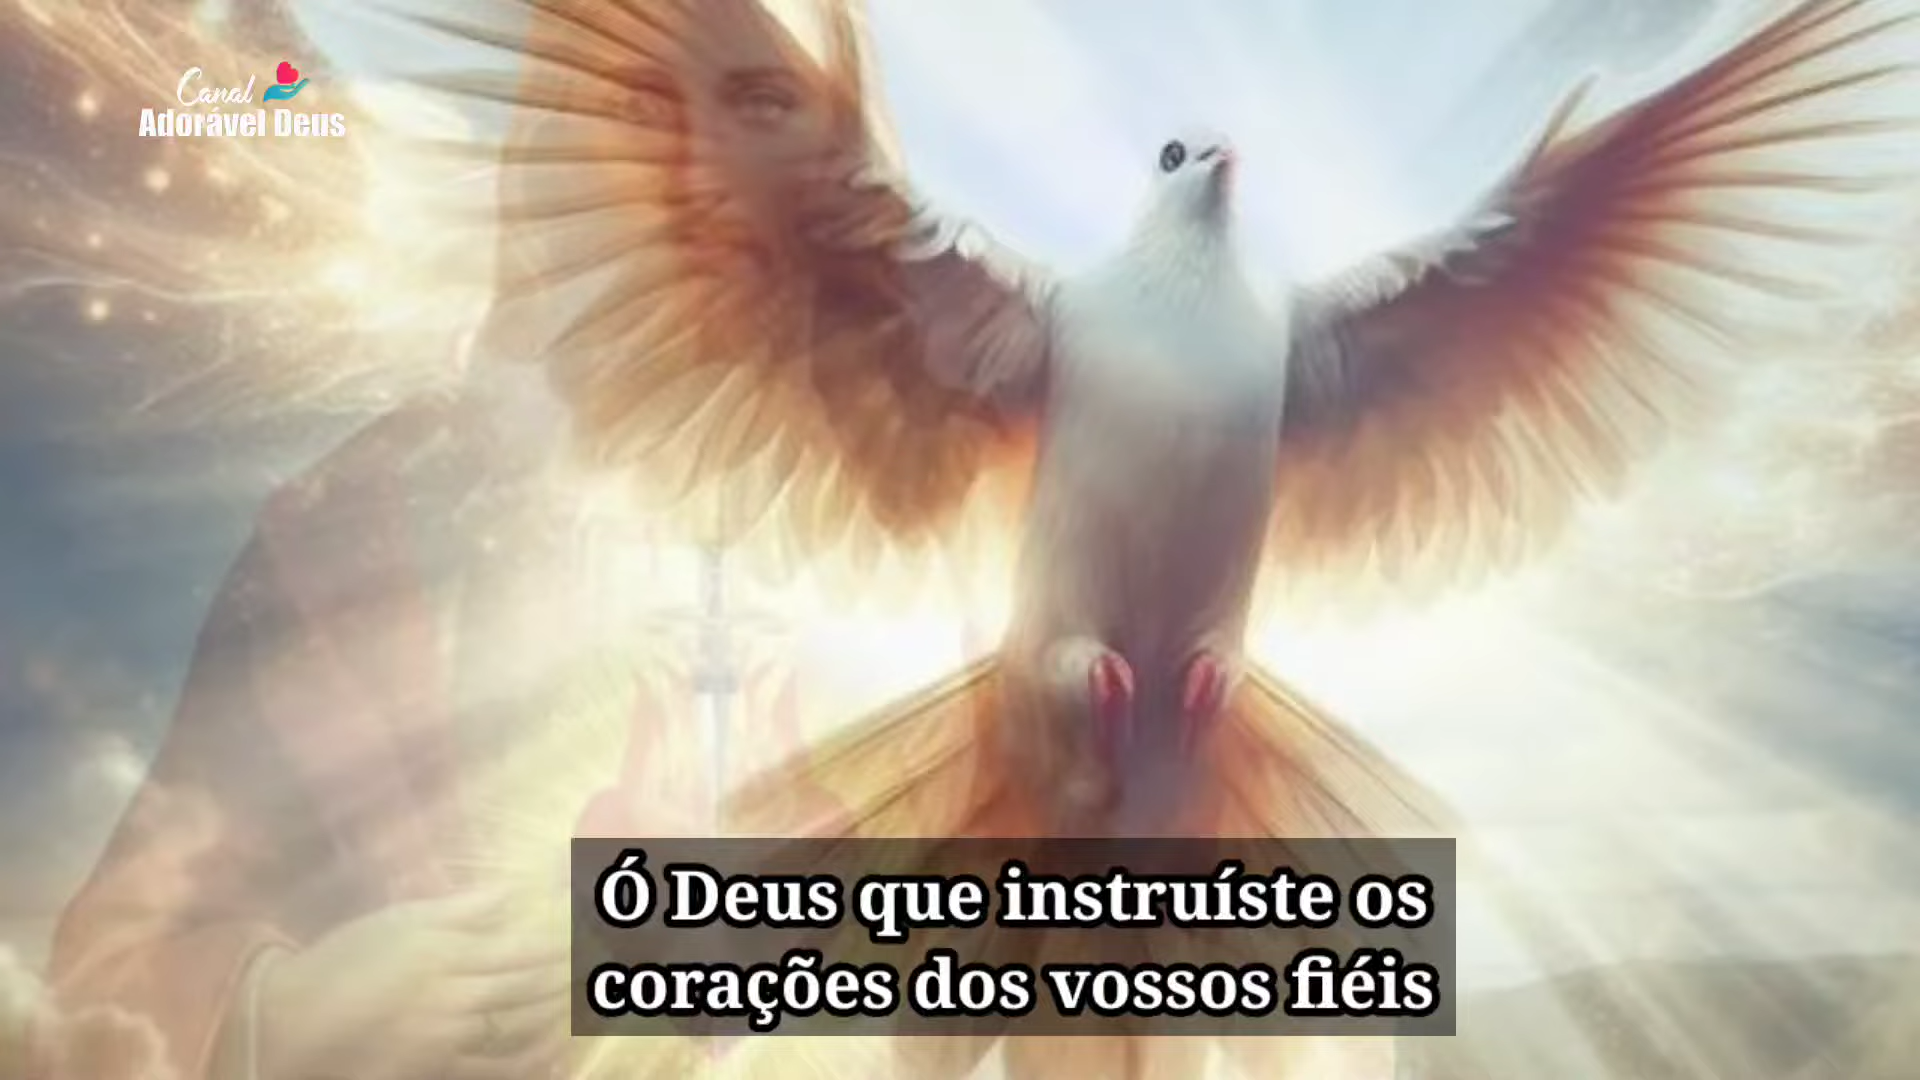 Canal
Adorável Deus
Ó Deus que instruíste os
corações dos vossos fiéis